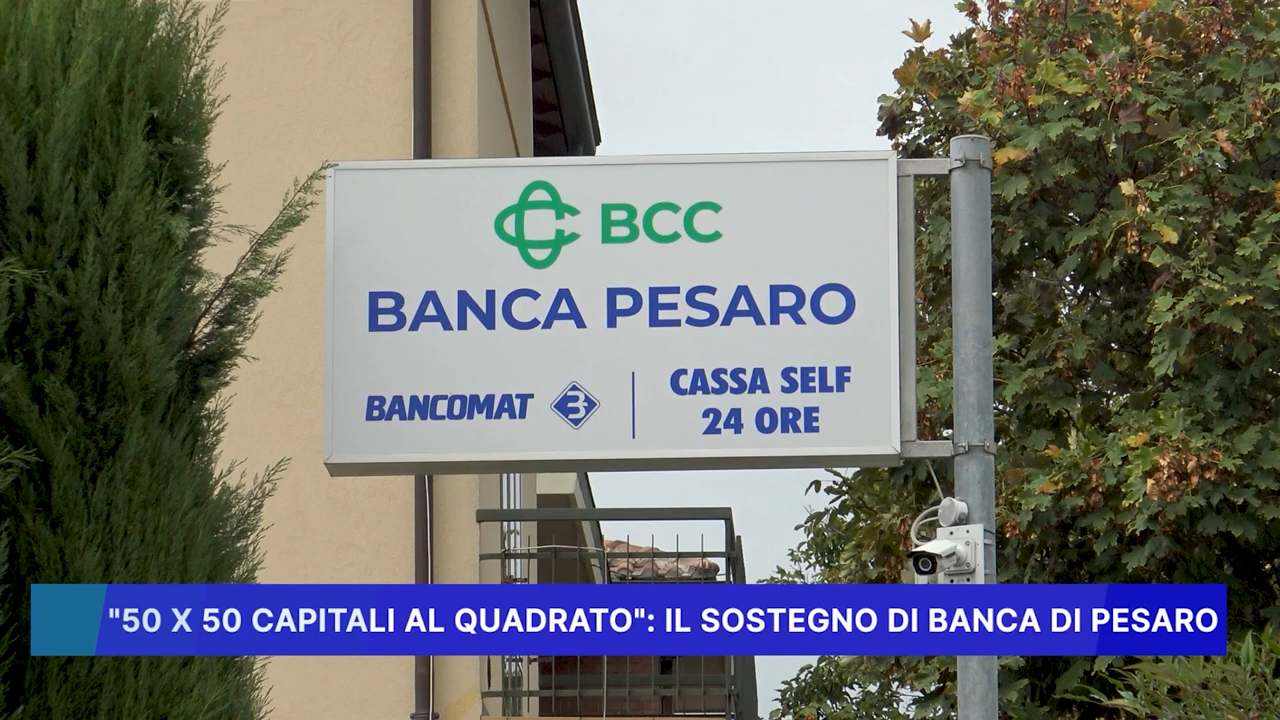 BCC
BANCA PESARO
BANCOMAT
CASSA SELF
24 ORE
"50 X 50 CAPITALI AL QUADRATO": IL SOSTEGNO DI BANCA DI PESARO